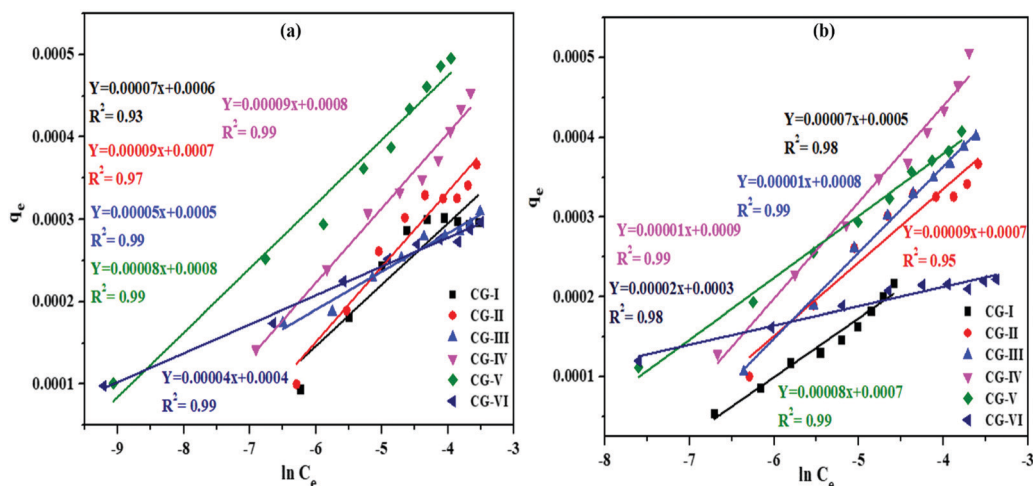 (a)
0.0005
0.0004
0.0003
0.0002
0.0001
q_e
Y=0.00007x+0.0006
R²= 0.93
Y=0.00009x+0.0008
R²= 0.99
Y=0.00009x+0.0007
R²= 0.97
Y=0.00005x+0.0005
R²= 0.99
Y=0.00008x+0.0008
R²= 0.99
Y=0.00004x+0.0004
R²= 0.99
CG-I
CG-II
CG-III
CG-IV
CG-V
CG-VI
-9 -8 -7 -6 -5 -4 -3
ln C_e
(b)
0.0005
0.0004
0.0003
0.0002
0.0001
q_e
Y=0.00007x+0.0005
R²= 0.98
Y=0.00001x+0.0008
R²= 0.99
Y=0.00001x+0.0009
R²= 0.99
Y=0.00009x+0.0007
R²= 0.95
Y=0.00002x+0.0003
R²= 0.98
Y=0.00008x+0.0007
R²= 0.99
CG-I
CG-II
CG-III
CG-IV
CG-V
CG-VI
-8 -7 -6 -5 -4 -3
ln C_e